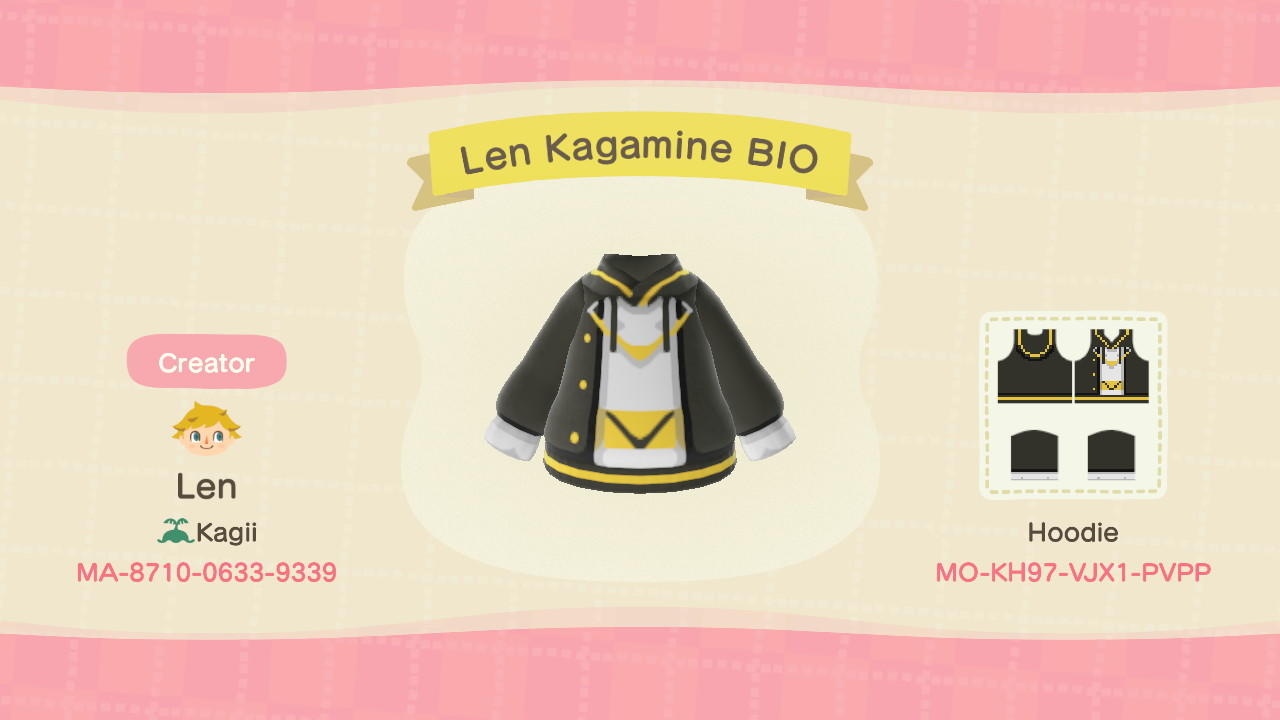 Len Kagamine BIO
Creator
Len
Kagii
MA-8710-0633-9339
Hoodie
MO-KH97-VJX1-PVPP